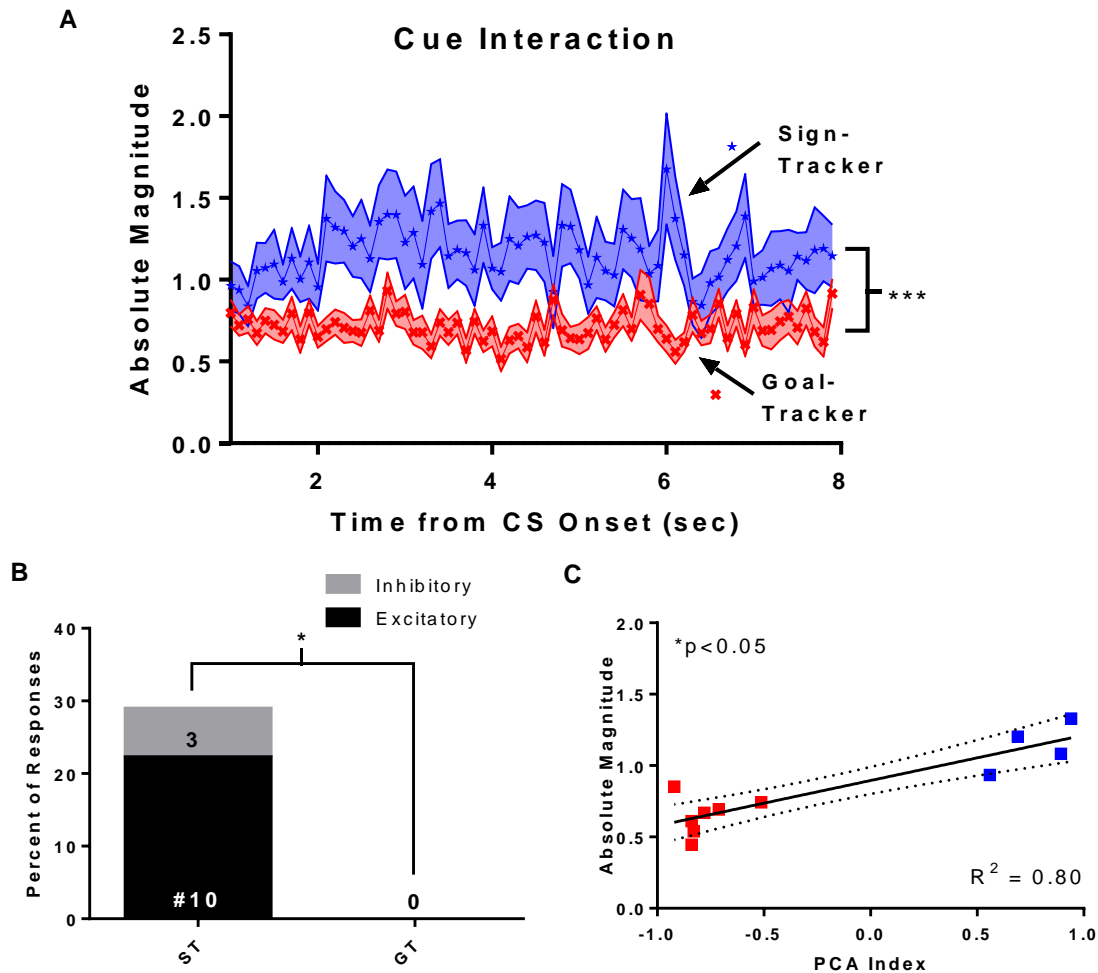 A
Cue Interaction
Absolute Magnitude
2.5
2.0
1.5
1.0
0.5
0.0
Sign-
Tracker
***
Goal-
Tracker
2
4
6
8
Time from CS Onset (sec)
B
Inhibitory
Excitatory
Percent of Responses
40
30
20
10
0
*
3
#10
0
ST
GT
C
Absolute Magnitude
2.0
1.5
1.0
0.5
0.0
*p<0.05
R2 = 0.80
-1.0
-0.5
0.0
0.5
1.0
PCA Index